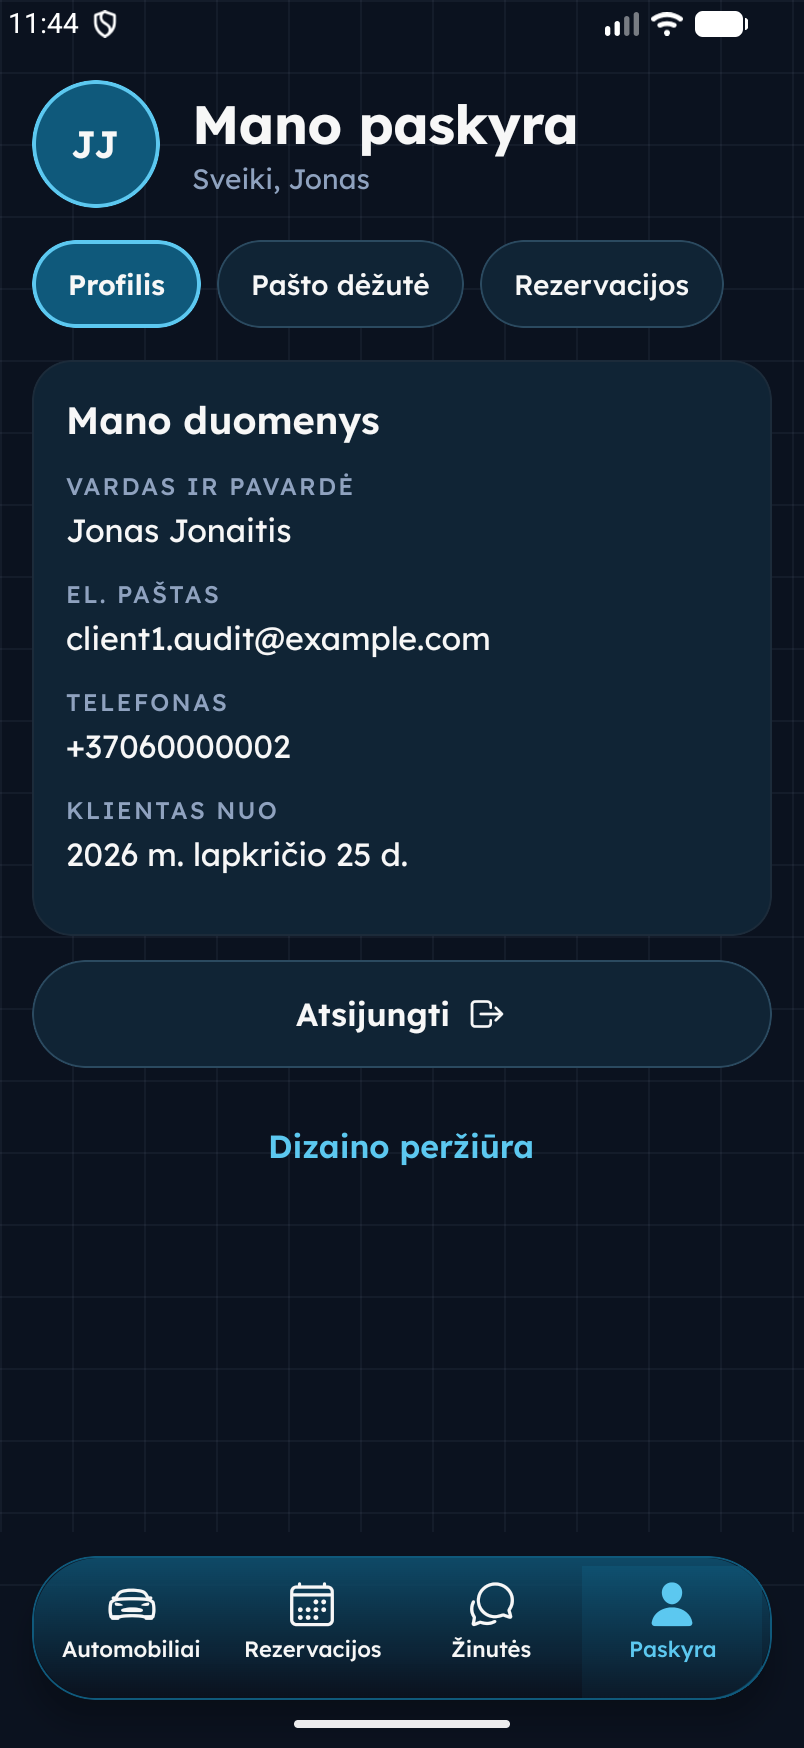 11:44
JJ
Mano paskyra
Sveiki, Jonas
Profilis
Pašto dėžutė
Rezervacijos
Mano duomenys
VARDAS IR PAVARDĖ
Jonas Jonaitis
EL. PAŠTAS
client1.audit@example.com
TELEFONAS
+37060000002
KLIENTAS NUO
2026 m. lapkričio 25 d.
Atsijungti
Dizaino peržiūra
Automobiliai
Rezervacijos
Žinutės
Paskyra